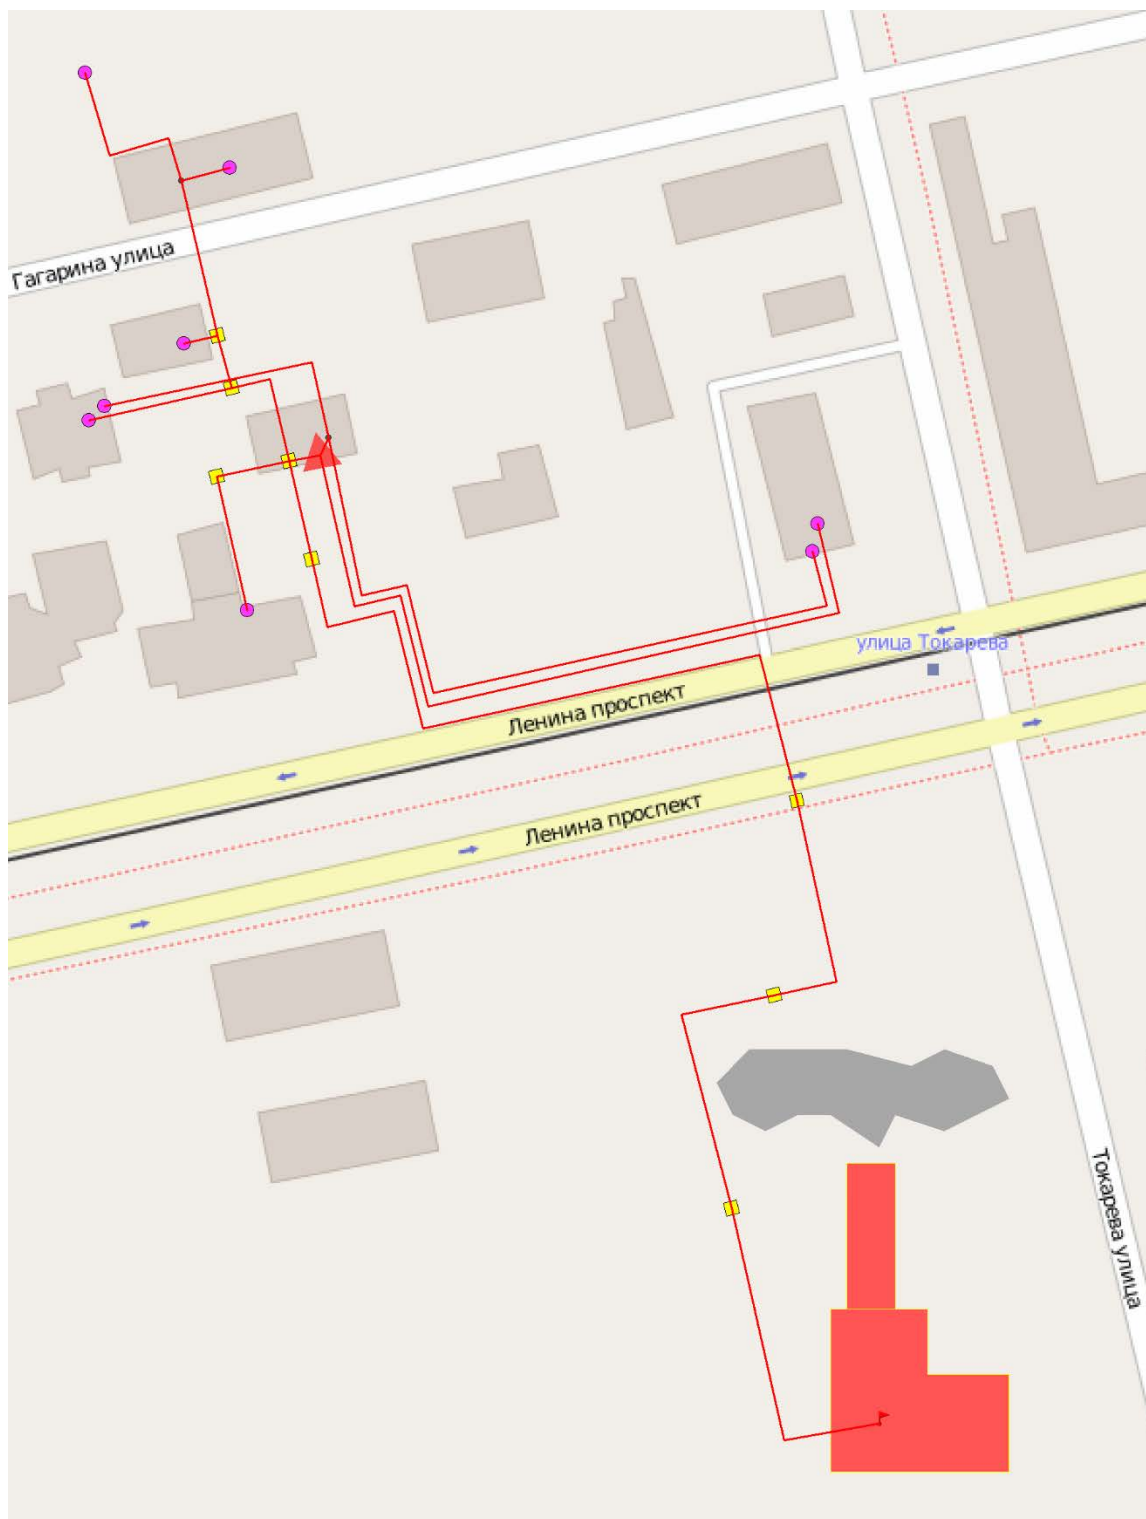 Гагарина улица
улица Токарева
Ленина проспект
Ленина проспект
Токарева улица